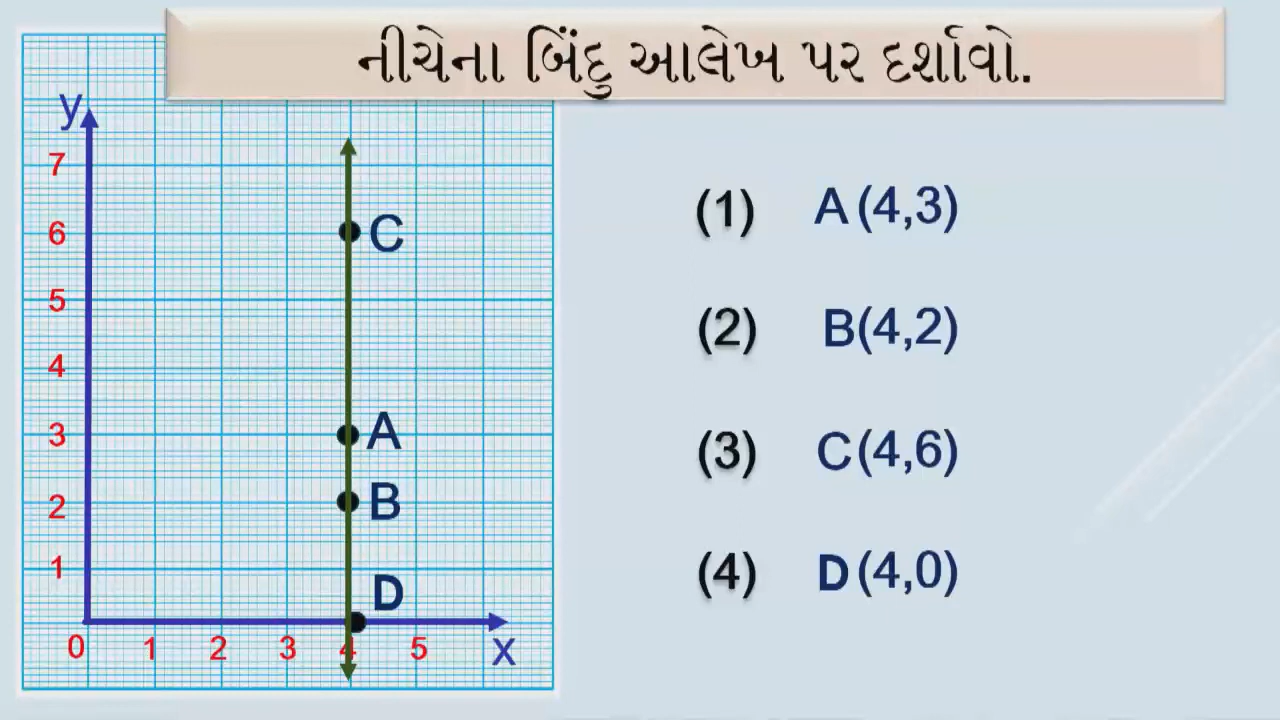 નીચેના બિંદુ આલેખ પર દર્શાવો.
y
7
6
5
4
3
2
1
0 1 2 3 4 5 x
C
A
B
D
(1) A (4,3)
(2) B(4,2)
(3) C(4,6)
(4) D(4,0)